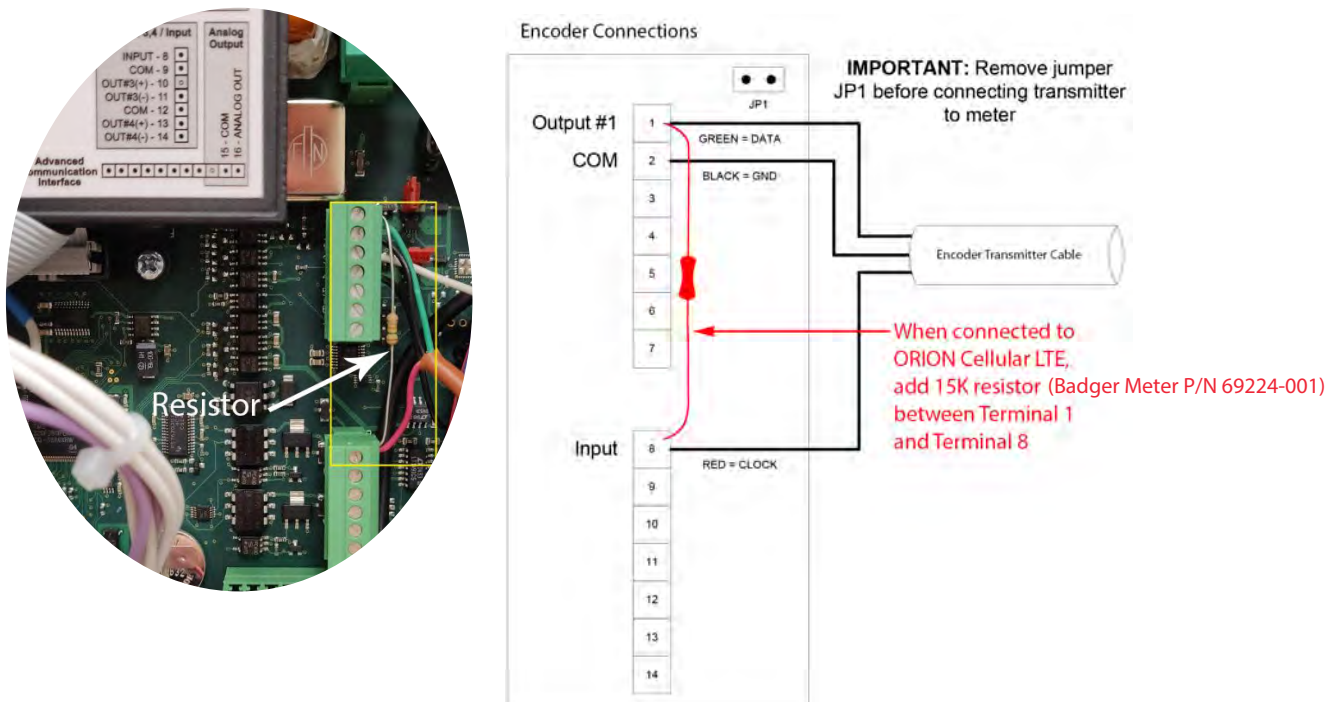 3,4 / Input
Analog
Output
INPUT - 8
COM - 9
OUT#3(+) - 10
OUT#3(-) - 11
COM - 12
OUT#4(+) - 13
OUT#4(-) - 14
15 - COM
16 - ANALOG OUT
Advanced
ommunication
Interface
Resistor
Encoder Connections
JP1
IMPORTANT: Remove jumper
JP1 before connecting transmitter
to meter
Output #1
1
GREEN = DATA
COM
2
BLACK = GND
3
4
5
6
7
Encoder Transmitter Cable
When connected to
ORION Cellular LTE,
add 15K resistor (Badger Meter P/N 69224-001)
between Terminal 1
and Terminal 8
Input
8
RED = CLOCK
9
10
11
12
13
14